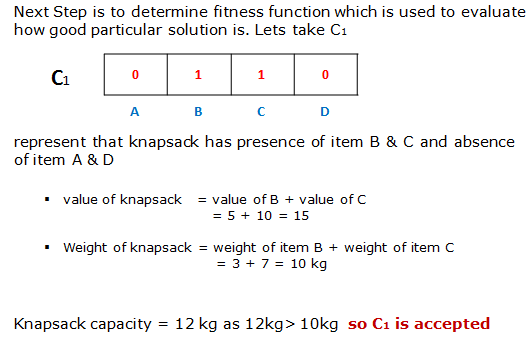 Next Step is to determine fitness function which is used to evaluate
how good particular solution is. Lets take C₁
C₁ 0 1 1 0
A B C D
represent that knapsack has presence of item B & C and absence
of item A & D
▪ value of knapsack = value of B + value of C
= 5 + 10 = 15
▪ Weight of knapsack = weight of item B + weight of item C
= 3 + 7 = 10 kg
Knapsack capacity = 12 kg as 12kg> 10kg so C₁ is accepted